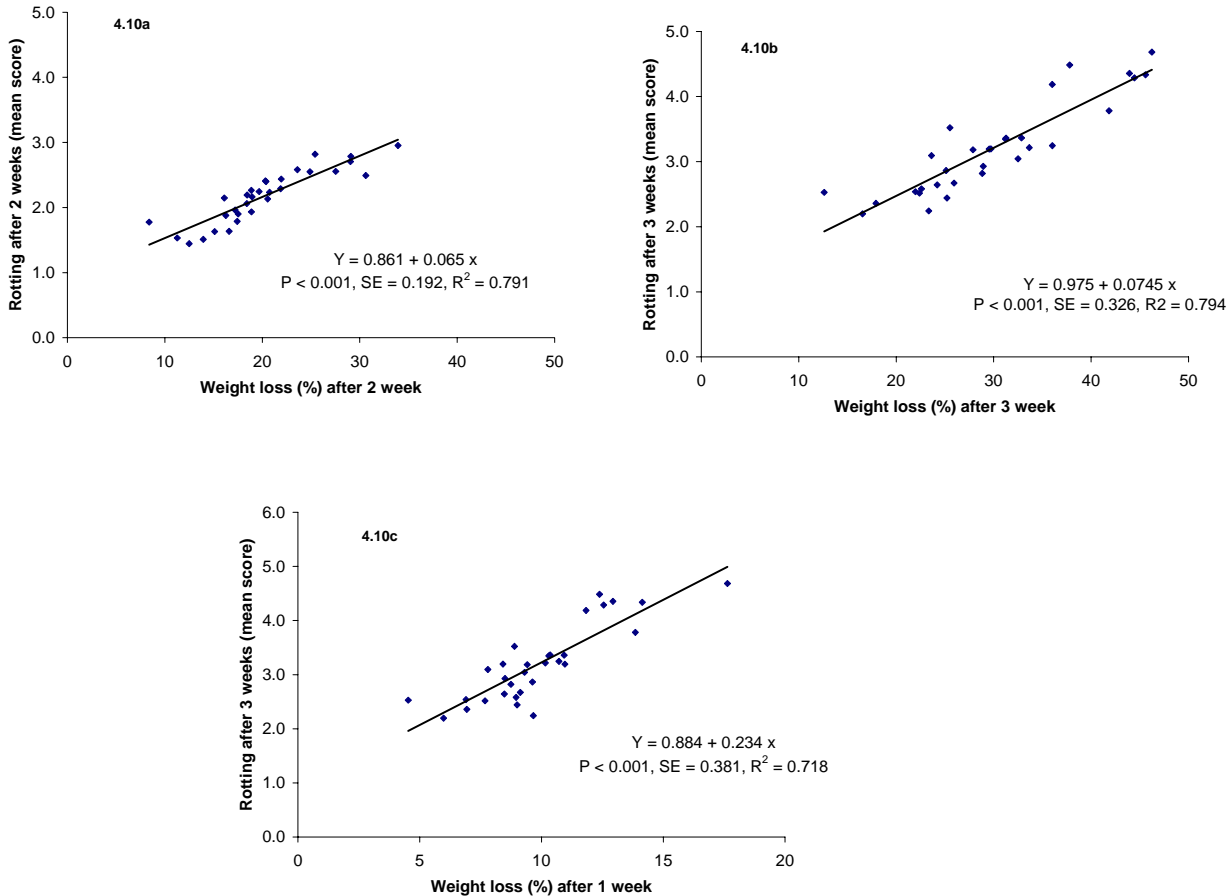 4.10a
Rotting after 2 weeks (mean score)
5.0
4.0
3.0
2.0
1.0
0.0
Y = 0.861 + 0.065 x
P < 0.001, SE = 0.192, R² = 0.791
0 10 20 30 40 50
Weight loss (%) after 2 week
4.10b
Rotting after 3 weeks (mean score)
5.0
4.0
3.0
2.0
1.0
0.0
Y = 0.975 + 0.0745 x
P < 0.001, SE = 0.326, R2 = 0.794
0 10 20 30 40 50
Weight loss (%) after 3 week
4.10c
Rotting after 3 weeks (mean score)
6.0
5.0
4.0
3.0
2.0
1.0
0.0
Y = 0.884 + 0.234 x
P < 0.001, SE = 0.381, R² = 0.718
0 5 10 15 20
Weight loss (%) after 1 week